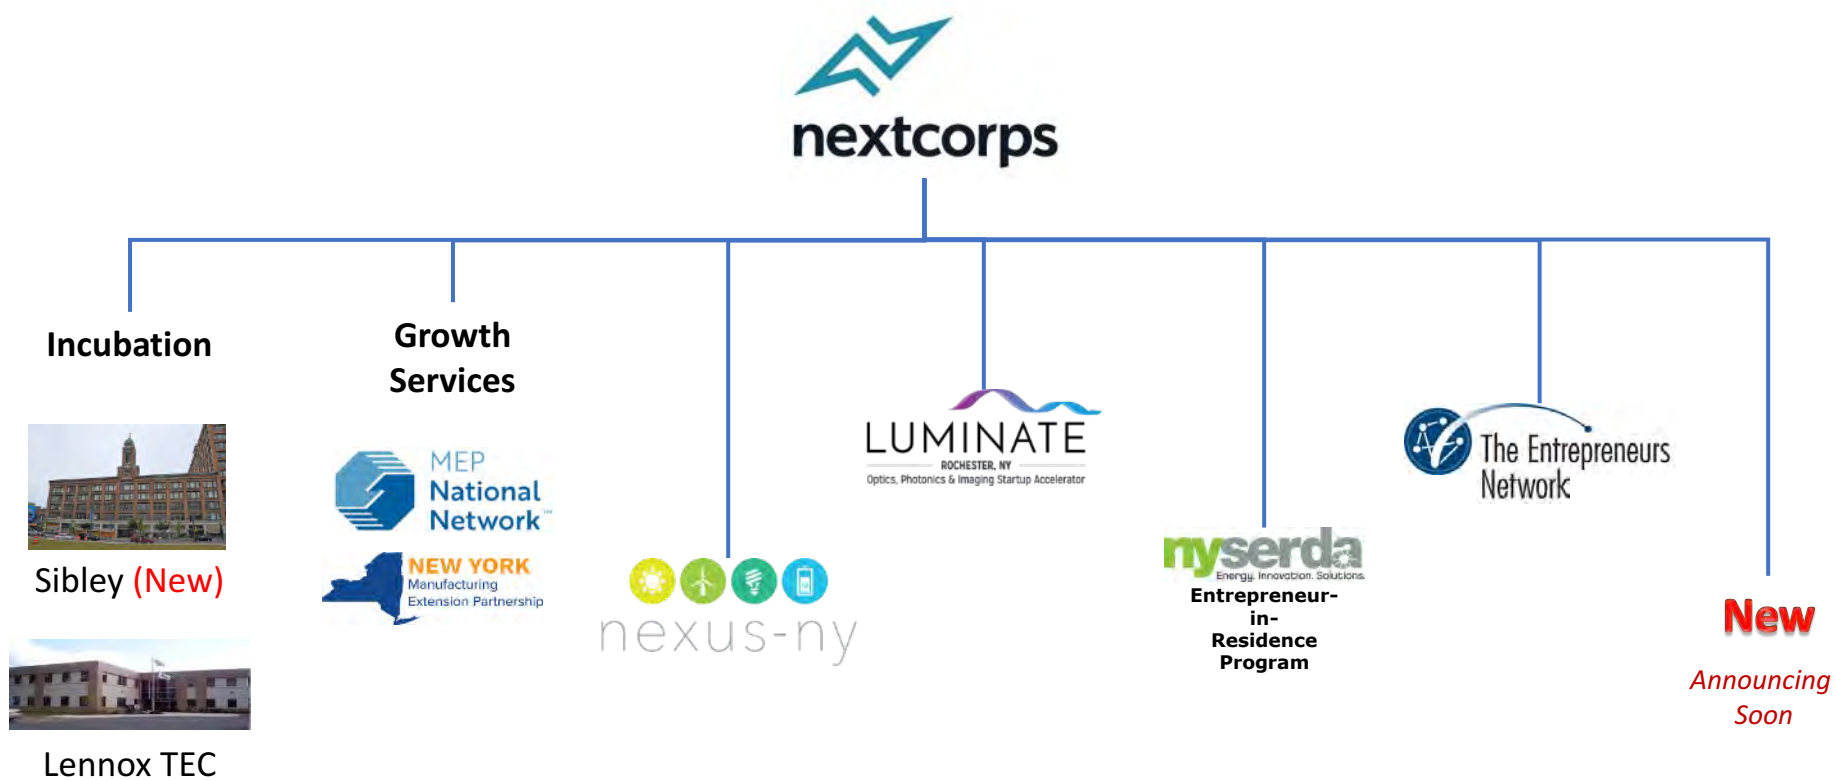 nextcorps
Incubation
Sibley (New)
Lennox TEC
Growth
Services
MEP
National
Network™
NEW YORK
Manufacturing
Extension Partnership
nexus-ny
LUMINATE
ROCHESTER, NY
Optics, Photonics & Imaging Startup Accelerator
nyserda
Energy. Innovation. Solutions.
Entrepreneur-
in-
Residence
Program
The Entrepreneurs
Network
New
Announcing
Soon